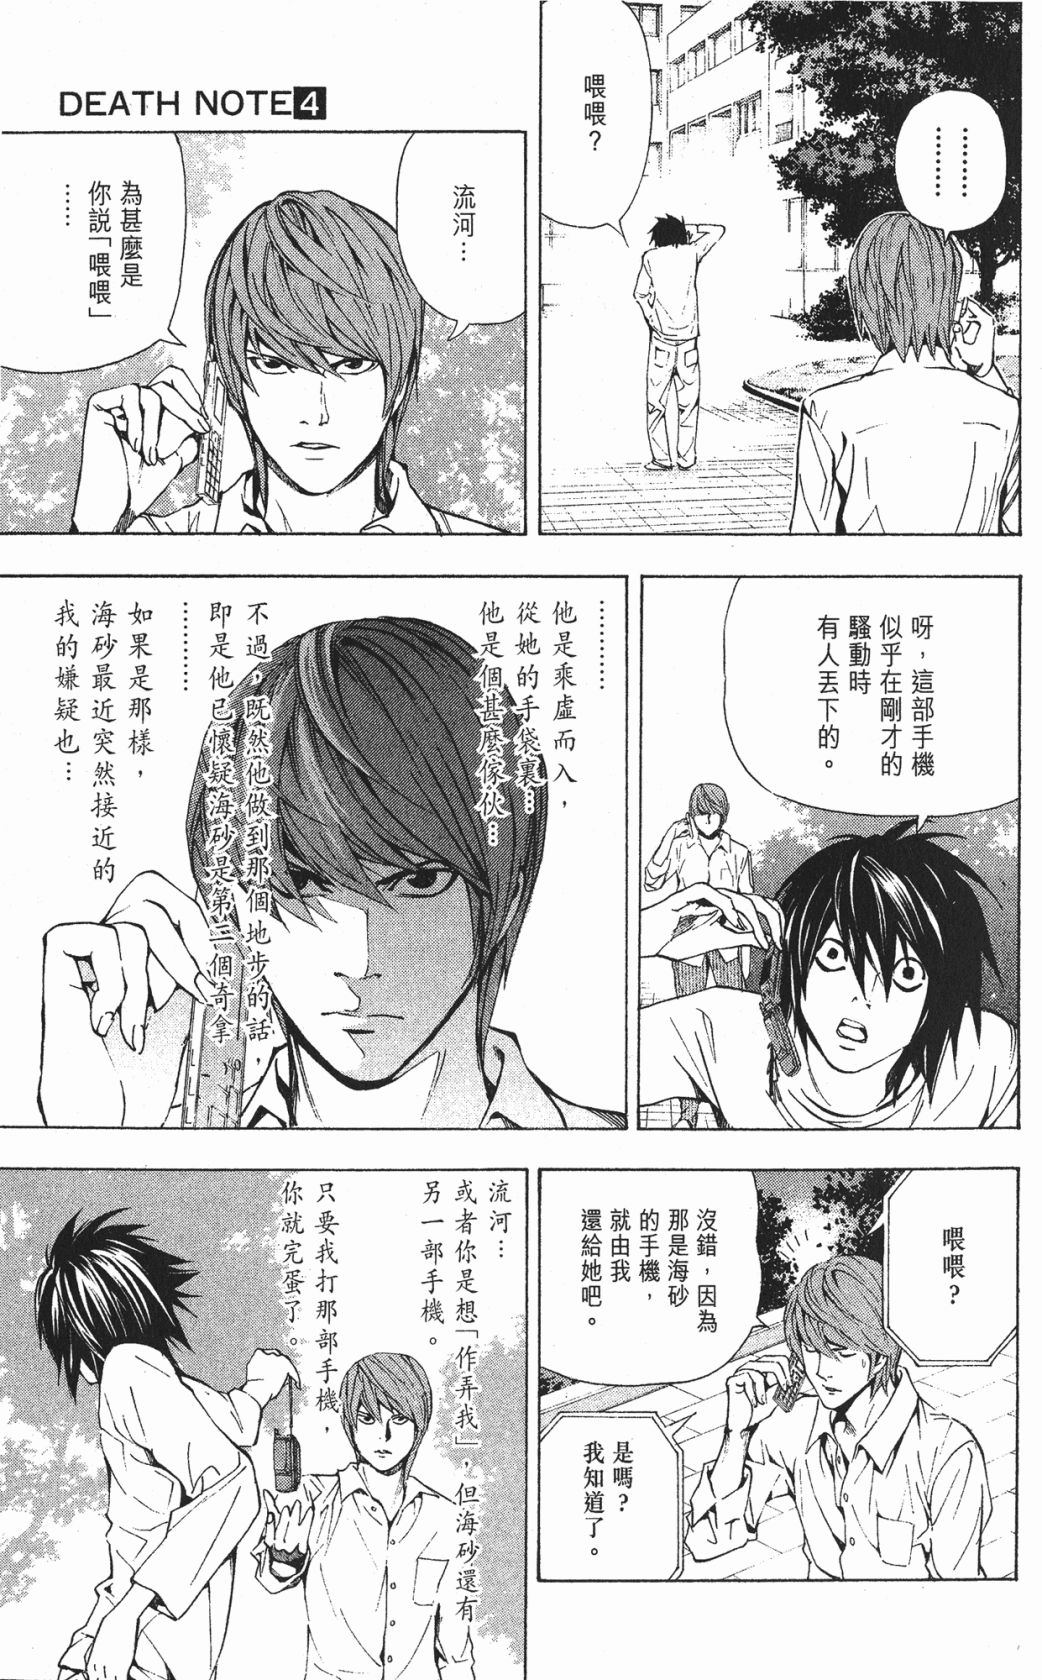 DEATH NOTE 4
…………
喂喂?
流河…
為甚麼是
你說「喂喂」
……
呀,這部手機
似乎在剛才的
騷動時
有人丟下的。
…………
他是乘虛而入,
從她的手袋裏…
他是個甚麼傢伙…
不過,既然他做到那個地步的話,
即是他已懷疑海砂是第二個奇拿
…………
如果是那樣,
海砂最近突然接近的
我的嫌疑也…
喂喂?
沒錯,因為
那是海砂
的手機,
就由我
還給她吧。
是嗎?
我知道了。
流河…
或者你是想「作弄我」,但海砂還有
另一部手機。
只要我打那部手機,
你就完蛋了。